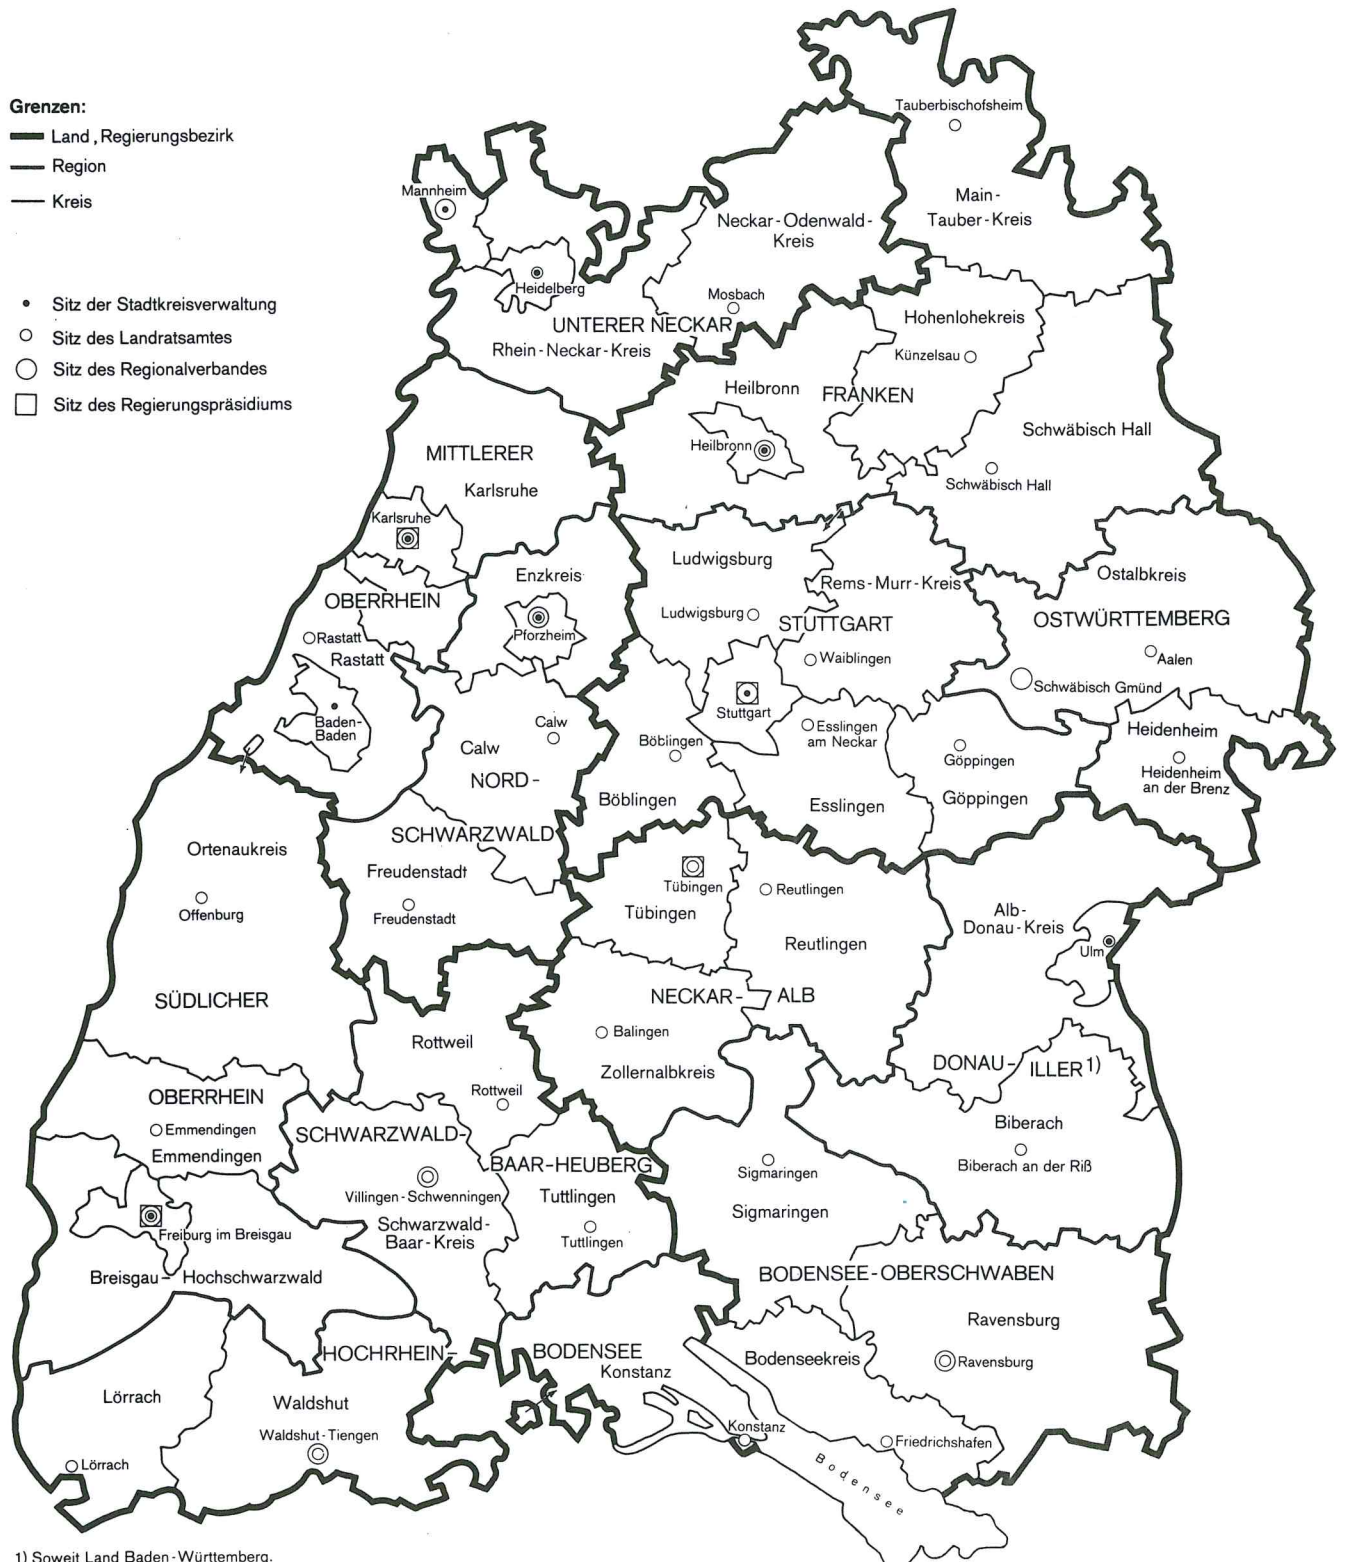 Grenzen:
Land, Regierungsbezirk
Region
Kreis
Sitz der Stadtkreisverwaltung
Sitz des Landratsamtes
Sitz des Regionalverbandes
Sitz des Regierungspräsidiums
Tauberbischofsheim
Main-
Tauber-Kreis
Mannheim
Neckar-Odenwald-
Kreis
Heidelberg
Mosbach
UNTERER NECKAR
Rhein-Neckar-Kreis
Hohenlohekreis
Künzelsau
Heilbronn
FRANKEN
Heilbronn
Schwäbisch Hall
Schwäbisch Hall
MITTLERER
Karlsruhe
Karlsruhe
OBERRHEIN
Rastatt
Rastatt
Baden-
Baden
Enzkreis
Pforzheim
Ludwigsburg
Ludwigsburg
Rems-Murr-Kreis
STUTTGART
Waiblingen
Stuttgart
Ostalbkreis
OSTWÜRTTEMBERG
Aalen
Schwäbisch Gmünd
Heidenheim
Heidenheim
an der Brenz
Calw
Calw
NORD-
SCHWARZWALD
Freudenstadt
Freudenstadt
Böblingen
Böblingen
Esslingen
am Neckar
Esslingen
Göppingen
Göppingen
Ortenaukreis
Offenburg
SÜDLICHER
Tübingen
Tübingen
Reutlingen
Reutlingen
Alb-
Donau-Kreis
Ulm
NECKAR- ALB
Balingen
Zollernalbkreis
DONAU- ILLER 1)
Biberach
Biberach an der Riß
Rottweil
Rottweil
OBERRHEIN
Emmendingen
Emmendingen
SCHWARZWALD-
BAAR-HEUBERG
Villingen-Schwenningen
Schwarzwald-
Baar-Kreis
Tuttlingen
Tuttlingen
Sigmaringen
Sigmaringen
Freiburg im Breisgau
Breisgau- Hochschwarzwald
BODENSEE-OBERSCHWABEN
Ravensburg
Ravensburg
Bodenseekreis
Friedrichshafen
HOCHRHEIN-
BODENSEE
Konstanz
Konstanz
Lörrach
Lörrach
Waldshut
Waldshut-Tiengen
Bodensee
1) Soweit Land Baden-Württemberg.